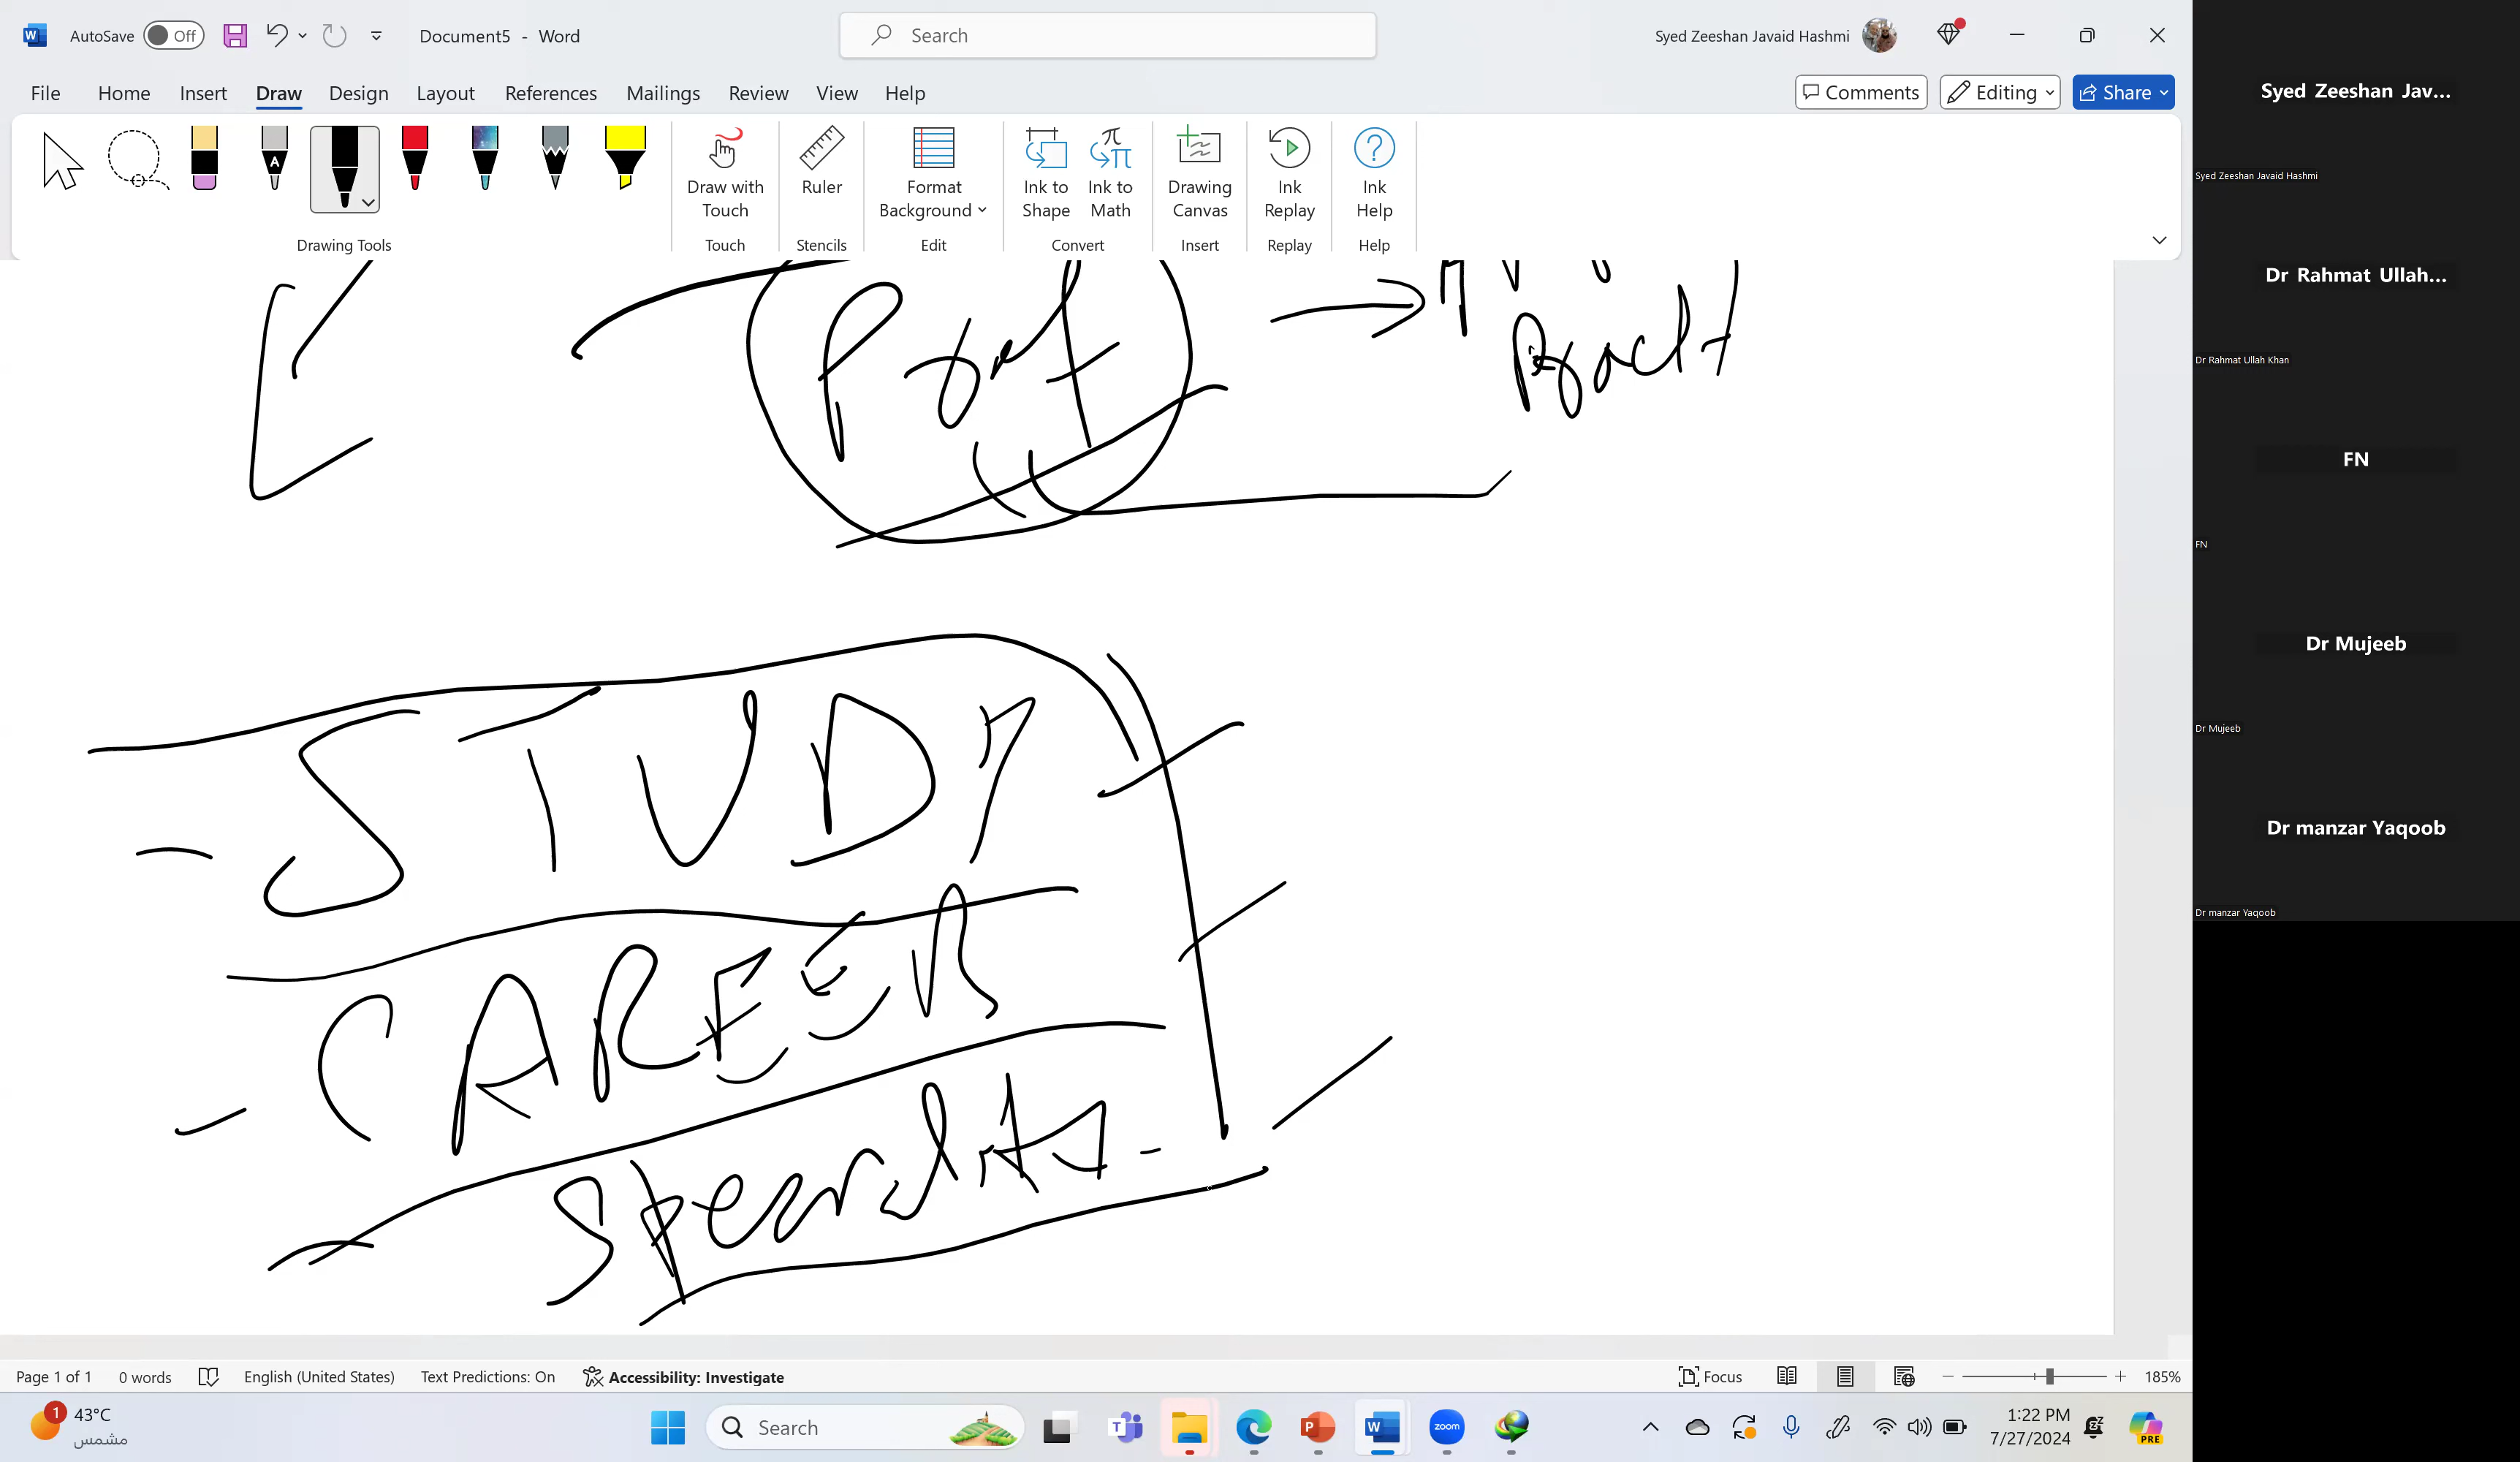 AutoSave Off Document5 - Word Search Syed Zeeshan Javaid Hashmi
File Home Insert Draw Design Layout References Mailings Review View Help Comments Editing Share
Draw with Touch
Ruler
Format Background
Ink to Shape
Ink to Math
Drawing Canvas
Ink Replay
Ink Help
Drawing Tools Touch Stencils Edit Convert Insert Replay Help
STUDY
CAREER
Page 1 of 1 0 words English (United States) Text Predictions: On Accessibility: Investigate Focus 185%
1 43°C
مشمس
Search
zoom
1:22 PM
7/27/2024
PRE
Syed Zeeshan Jav...
Syed Zeeshan Javaid Hashmi
Dr Rahmat Ullah...
Dr Rahmat Ullah Khan
FN
FN
Dr Mujeeb
Dr Mujeeb
Dr manzar Yaqoob
Dr manzar Yaqoob